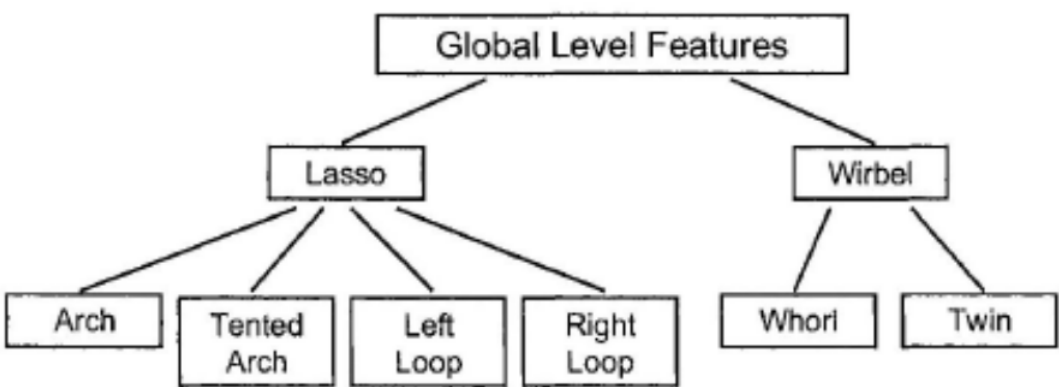 Global Level Features
Lasso
Wirbel
Arch
Tented
Arch
Left
Loop
Right
Loop
Whorl
Twin